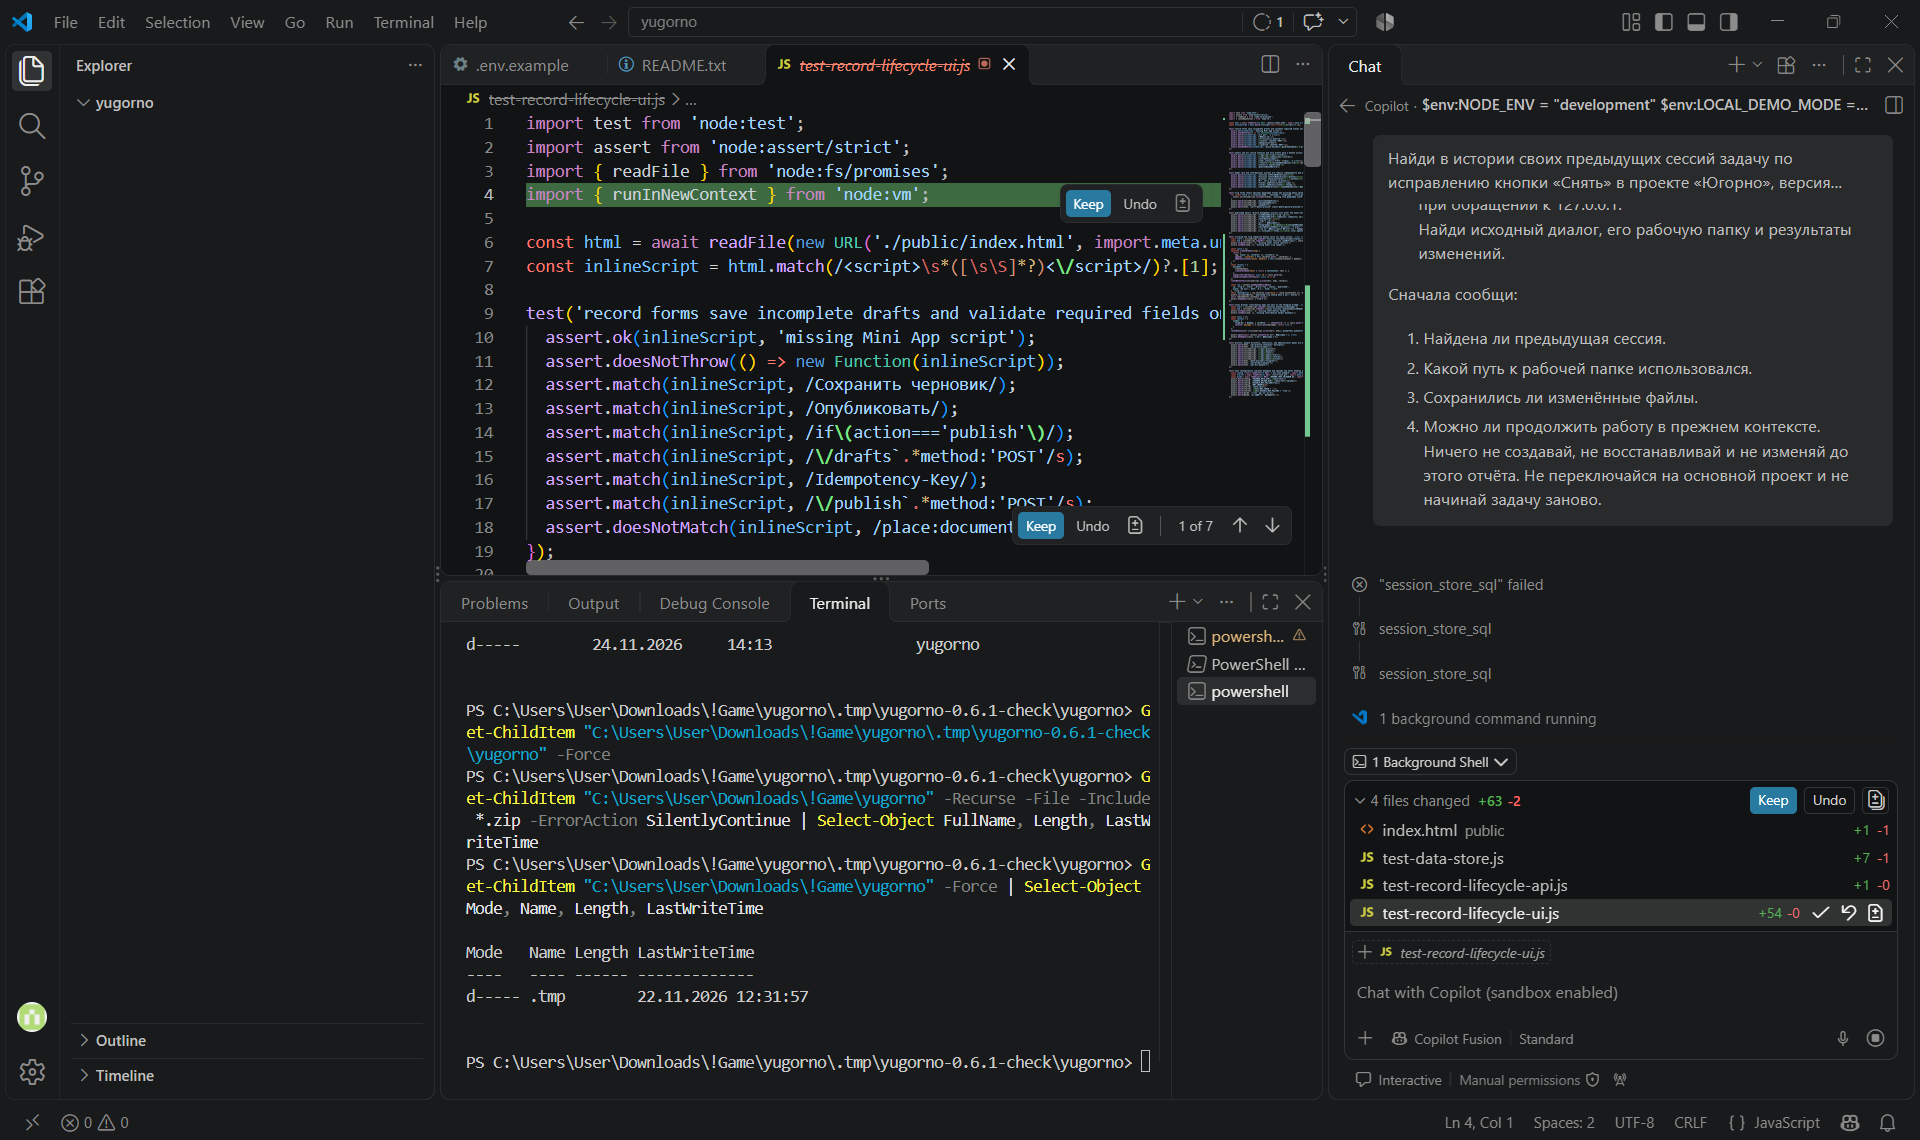 File Edit Selection View Go Run Terminal Help
yugorno
1
Explorer
yugorno
Outline
Timeline
.env.example
README.txt
JS test-record-lifecycle-ui.js
JS test-record-lifecycle-ui.js > ...
1 import test from 'node:test';
2 import assert from 'node:assert/strict';
3 import { readFile } from 'node:fs/promises';
4 import { runInNewContext } from 'node:vm';
Keep Undo
5
6 const html = await readFile(new URL('./public/index.html', import.meta.u
7 const inlineScript = html.match(/<script>\s*([\s\S]*?)<\/script>/)?.[1];
8
9 test('record forms save incomplete drafts and validate required fields o
10 assert.ok(inlineScript, 'missing Mini App script');
11 assert.doesNotThrow(() => new Function(inlineScript));
12 assert.match(inlineScript, /Сохранить черновик/);
13 assert.match(inlineScript, /Опубликовать/);
14 assert.match(inlineScript, /if\(action==='publish'\)/);
15 assert.match(inlineScript, /\/drafts`.*method:'POST'/s);
16 assert.match(inlineScript, /Idempotency-Key/);
17 assert.match(inlineScript, /\/publish`.*method:'POST'/s);
18 assert.doesNotMatch(inlineScript, /place:document
Keep Undo 1 of 7
19 });
20
Problems Output Debug Console Terminal Ports
d----- 24.11.2026 14:13 yugorno
PS C:\Users\User\Downloads\!Game\yugorno\.tmp\yugorno-0.6.1-check\yugorno> G
et-ChildItem "C:\Users\User\Downloads\!Game\yugorno\.tmp\yugorno-0.6.1-check
\yugorno" -Force
PS C:\Users\User\Downloads\!Game\yugorno\.tmp\yugorno-0.6.1-check\yugorno> G
et-ChildItem "C:\Users\User\Downloads\!Game\yugorno" -Recurse -File -Include
*.zip -ErrorAction SilentlyContinue | Select-Object FullName, Length, LastW
riteTime
PS C:\Users\User\Downloads\!Game\yugorno\.tmp\yugorno-0.6.1-check\yugorno> G
et-ChildItem "C:\Users\User\Downloads\!Game\yugorno" -Force | Select-Object
Mode, Name, Length, LastWriteTime
Mode Name Length LastWriteTime
---- ---- ------ -------------
d----- .tmp 22.11.2026 12:31:57
PS C:\Users\User\Downloads\!Game\yugorno\.tmp\yugorno-0.6.1-check\yugorno>
powersh...
PowerShell ...
powershell
Chat
Copilot · $env:NODE_ENV = "development" $env:LOCAL_DEMO_MODE =...
Найди в истории своих предыдущих сессий задачу по
исправлению кнопки «Снять» в проекте «Югорно», версия...
при обращении к 127.0.0.1.
Найди исходный диалог, его рабочую папку и результаты
изменений.
Сначала сообщи:
1. Найдена ли предыдущая сессия.
2. Какой путь к рабочей папке использовался.
3. Сохранились ли изменённые файлы.
4. Можно ли продолжить работу в прежнем контексте.
Ничего не создавай, не восстанавливай и не изменяй до
этого отчёта. Не переключайся на основной проект и не
начинай задачу заново.
"session_store_sql" failed
session_store_sql
session_store_sql
1 background command running
1 Background Shell
4 files changed +63 -2 Keep Undo
index.html public +1 -1
JS test-data-store.js +7 -1
JS test-record-lifecycle-api.js +1 -0
JS test-record-lifecycle-ui.js +54 -0
JS test-record-lifecycle-ui.js
Chat with Copilot (sandbox enabled)
Copilot Fusion Standard
Interactive Manual permissions
0 0
Ln 4, Col 1 Spaces: 2 UTF-8 CRLF { } JavaScript